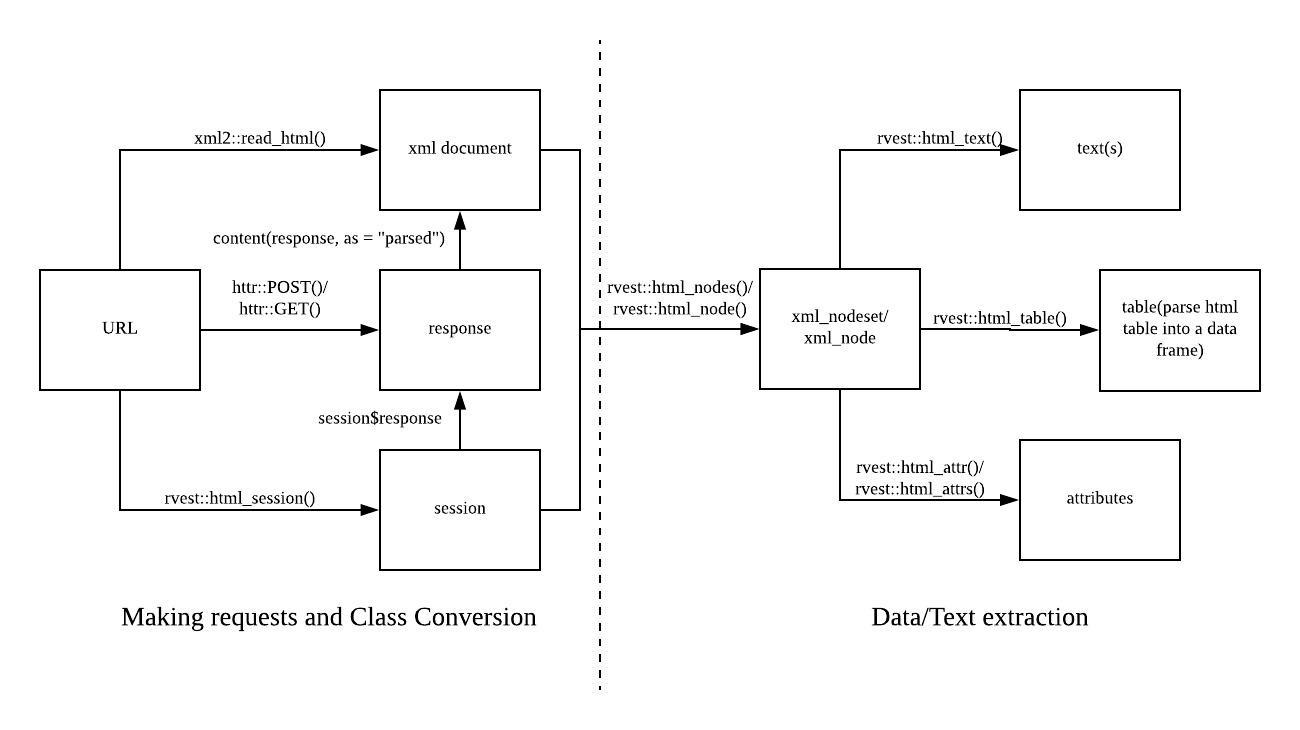 xml2::read_html()
xml document
content(response, as = "parsed")
URL
httr::POST()/
httr::GET()
response
session$response
rvest::html_session()
session
Making requests and Class Conversion
rvest::html_nodes()/
rvest::html_node()
xml_nodeset/
xml_node
rvest::html_text()
text(s)
rvest::html_table()
table(parse html
table into a data
frame)
rvest::html_attr()/
rvest::html_attrs()
attributes
Data/Text extraction